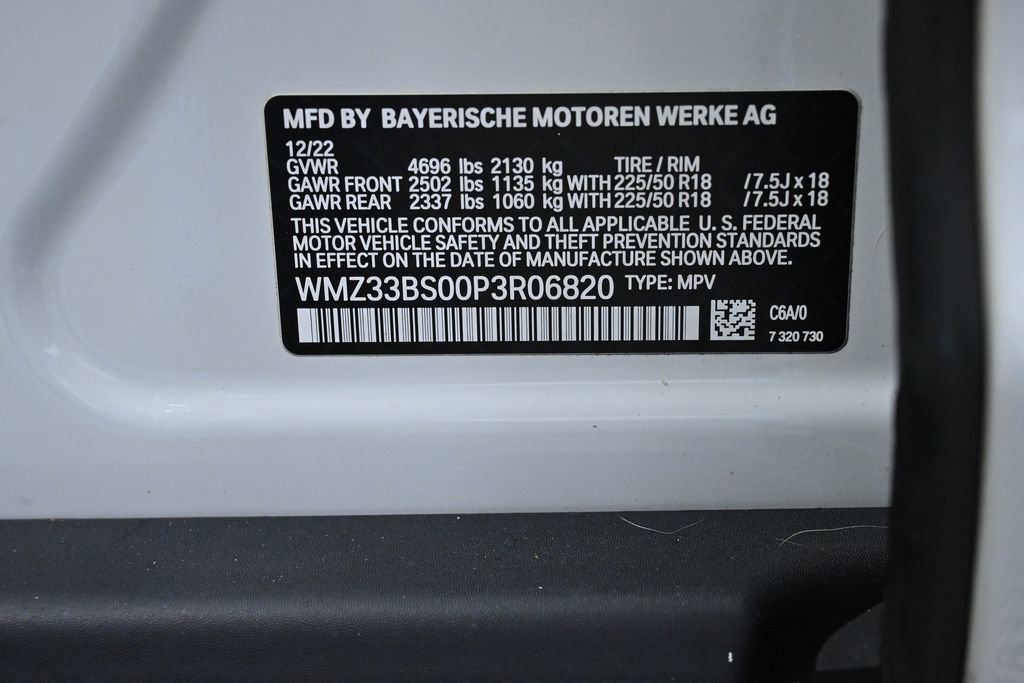 MFD BY BAYERISCHE MOTOREN WERKE AG
12/22
GVWR 4696 lbs 2130 kg TIRE / RIM
GAWR FRONT 2502 lbs 1135 kg WITH 225/50 R18 /7.5J x 18
GAWR REAR 2337 lbs 1060 kg WITH 225/50 R18 /7.5J x 18
THIS VEHICLE CONFORMS TO ALL APPLICABLE U. S. FEDERAL
MOTOR VEHICLE SAFETY AND THEFT PREVENTION STANDARDS
IN EFFECT ON THE DATE OF MANUFACTURE SHOWN ABOVE.
WMZ33BS00P3R06820 TYPE: MPV
C6A/0
7 320 730